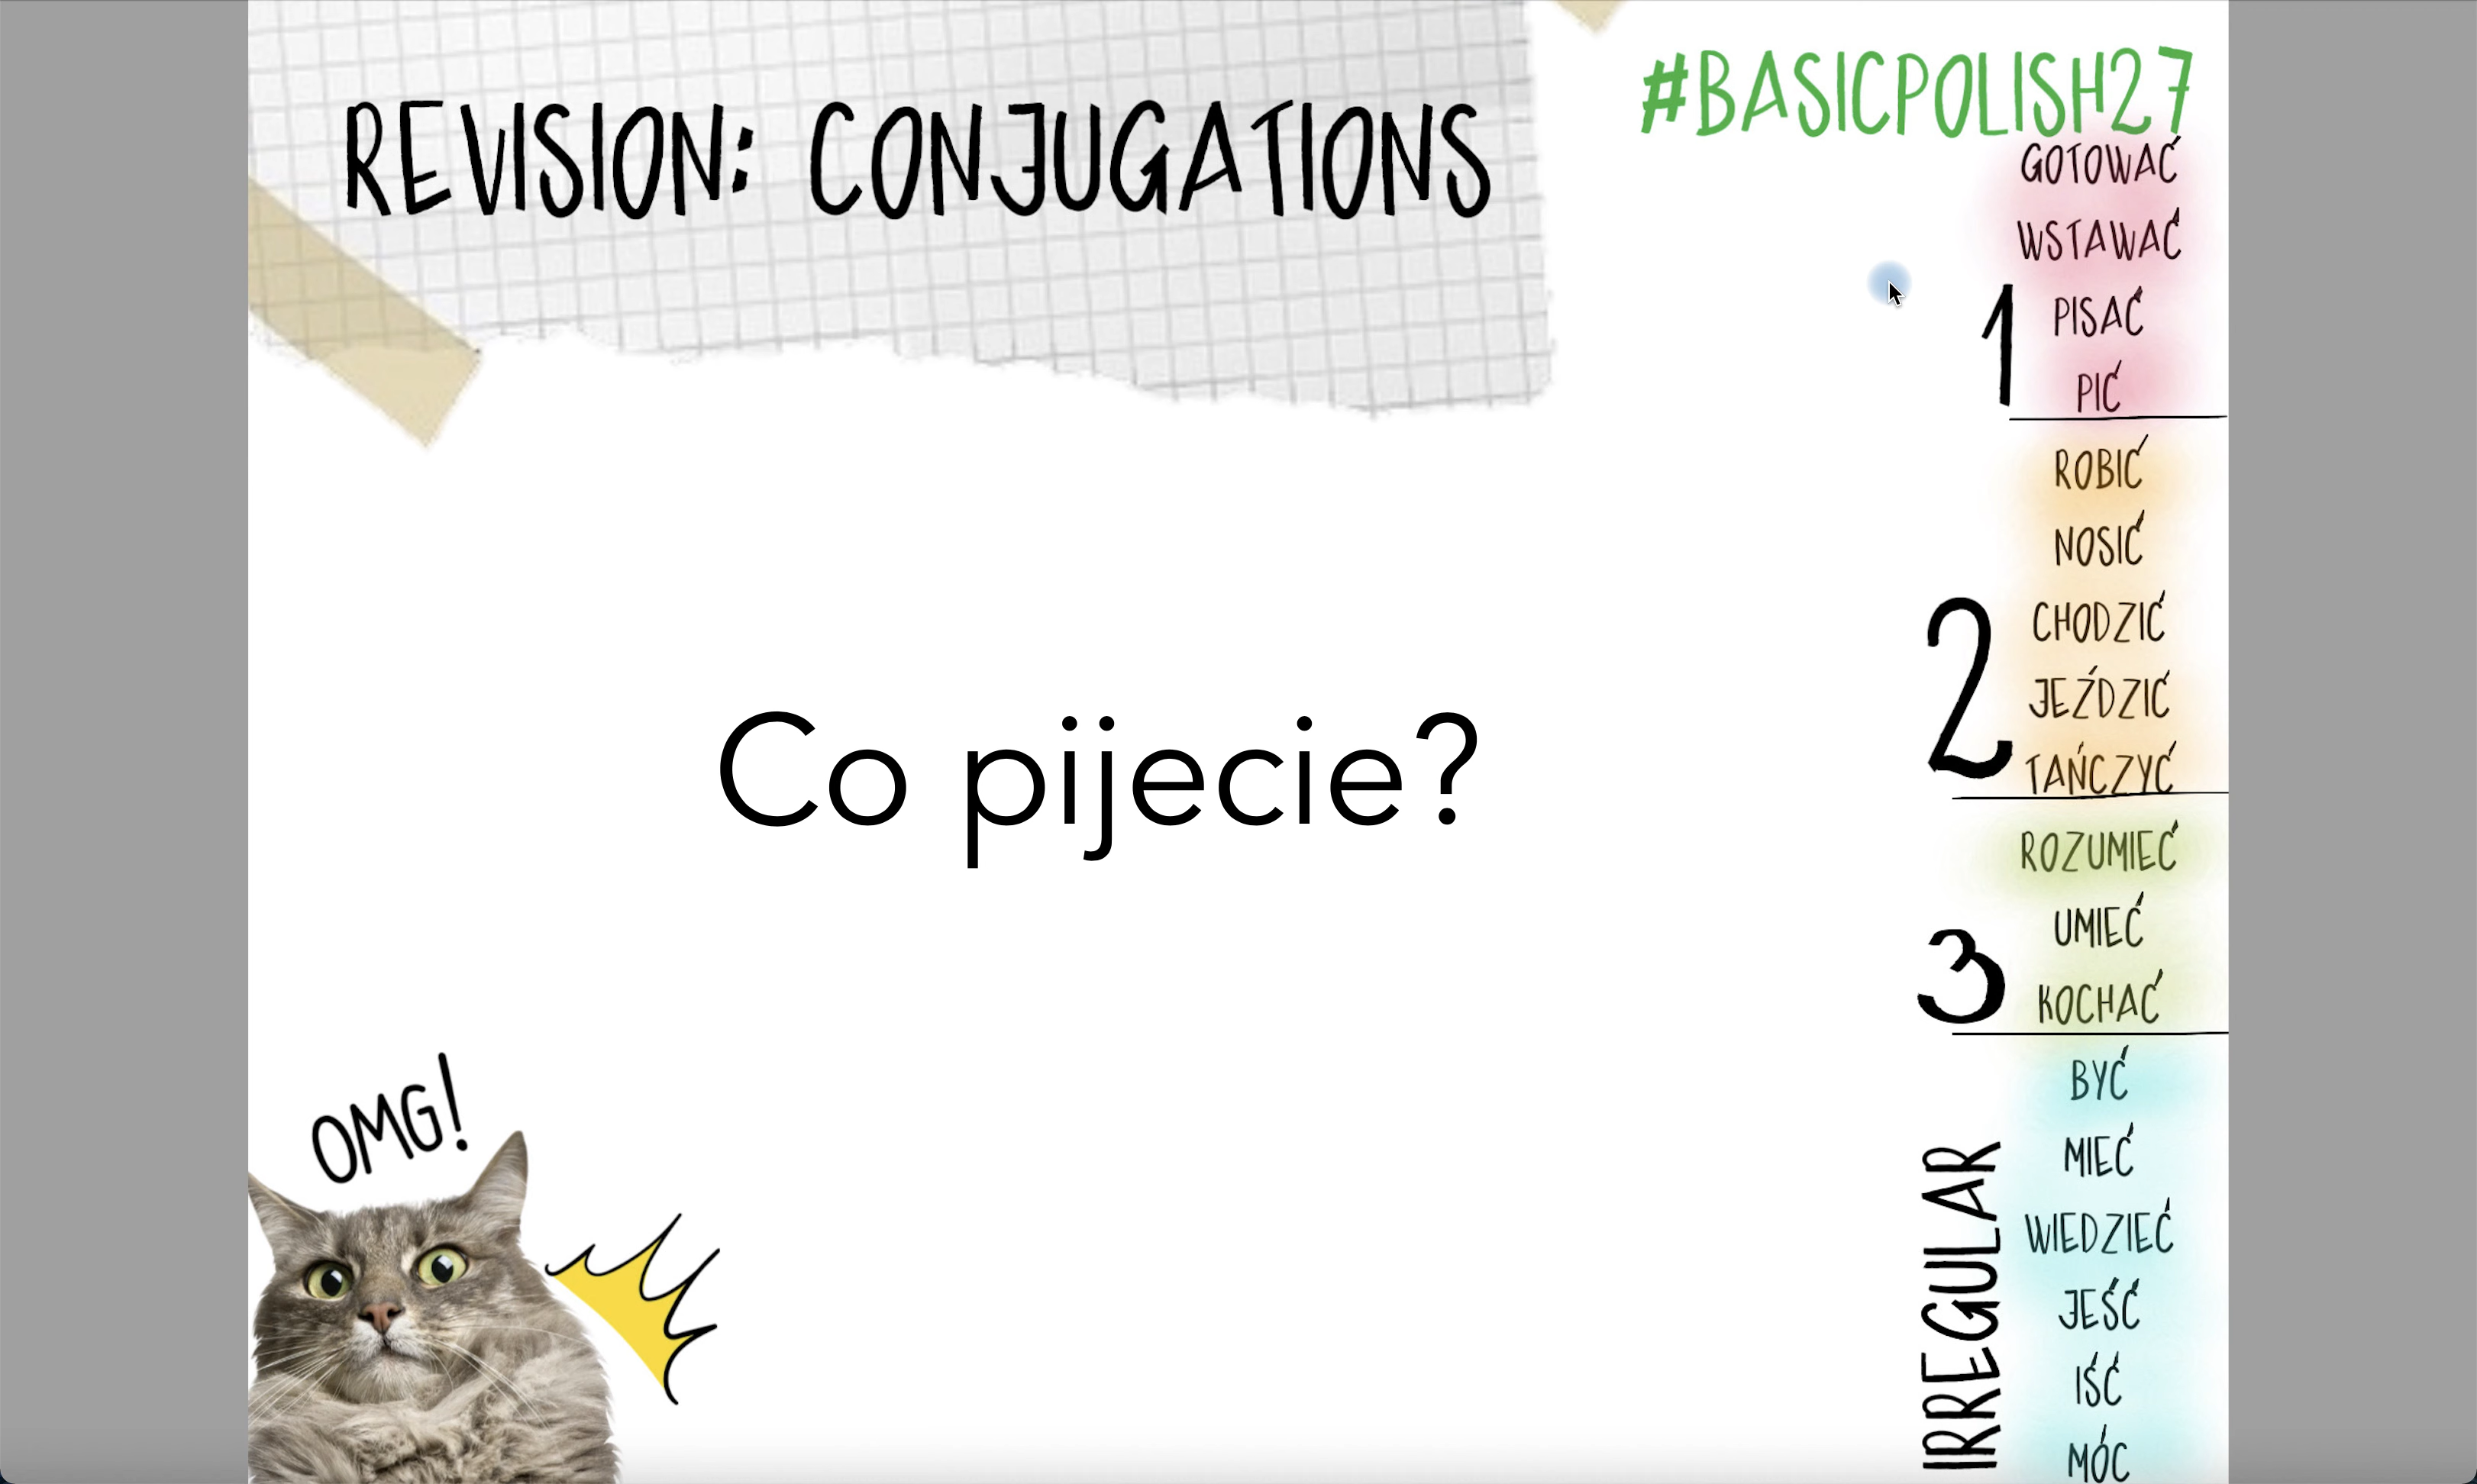 REVISION: CONJUGATIONS
#BASICPOLISH27
GOTOWAĆ
WSTAWAĆ
1
PISAĆ
PIĆ
ROBIĆ
NOSIĆ
2
CHODZIĆ
JEŹDZIĆ
TAŃCZYĆ
Co pijecie?
ROZUMIEĆ
3
UMIEĆ
KOCHAĆ
IRREGULAR
BYĆ
MIEĆ
WIEDZIEĆ
JEŚĆ
IŚĆ
MÓC
OMG!